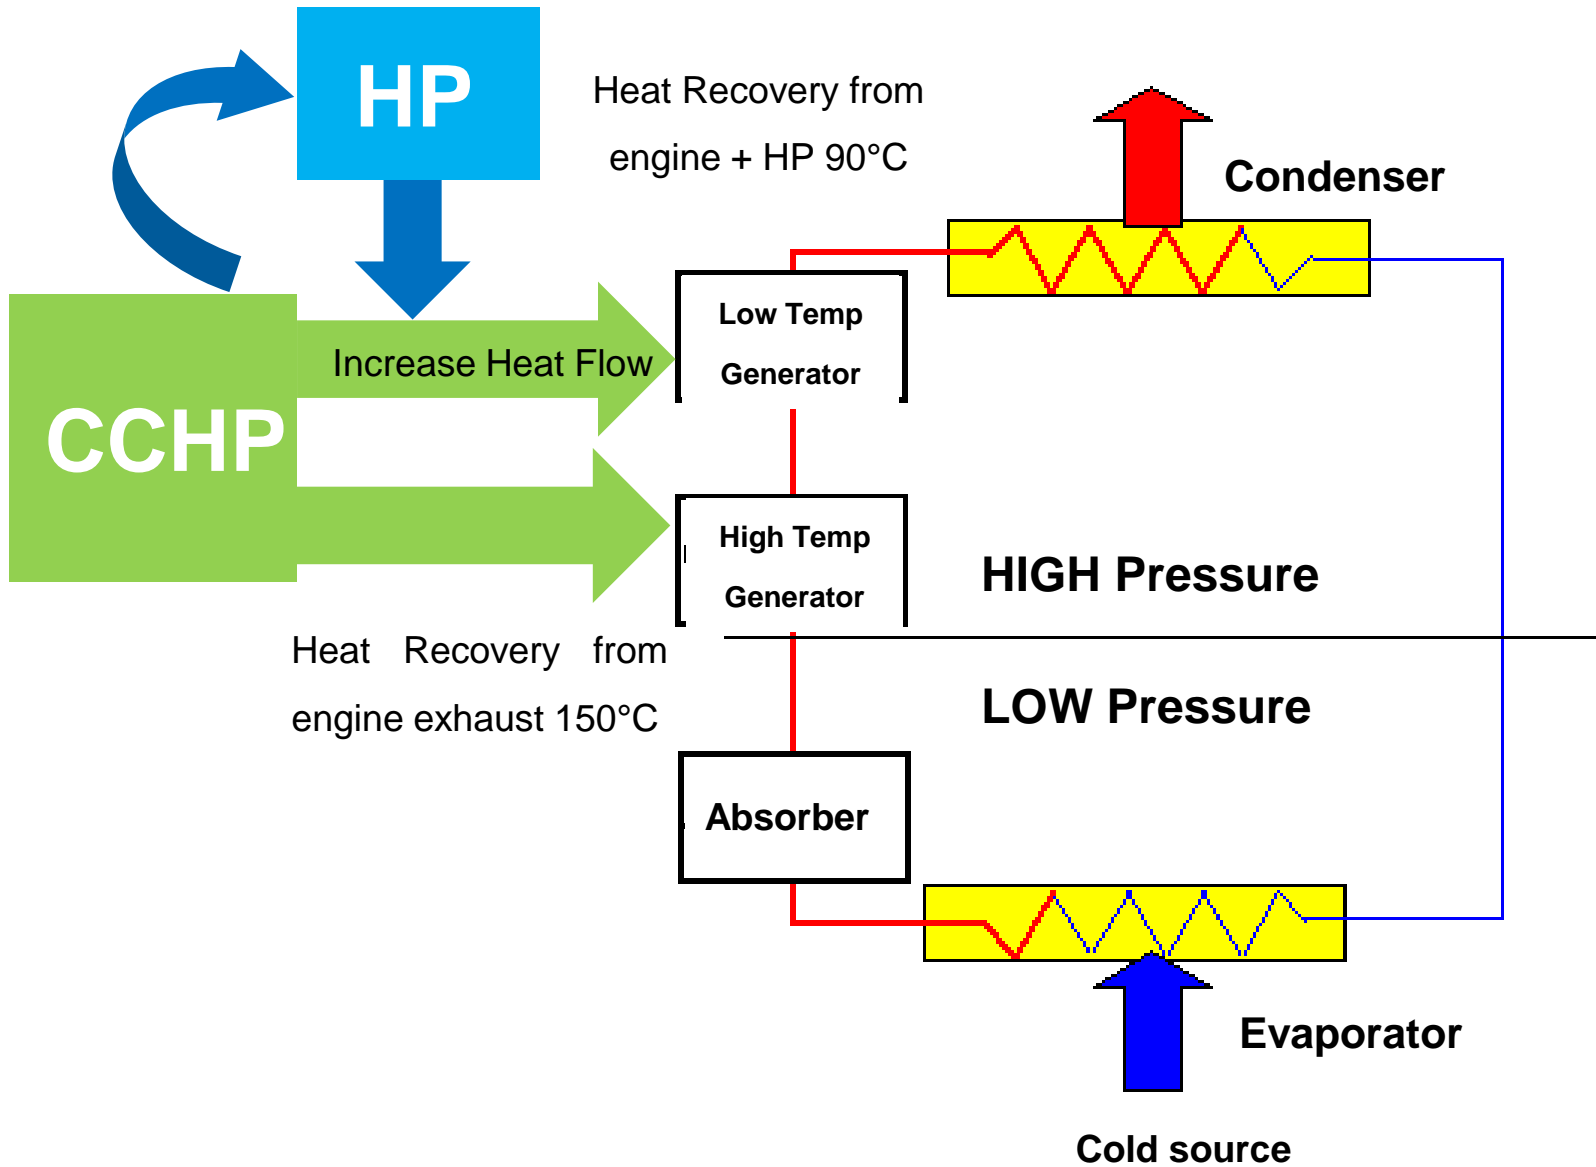 HP
Heat Recovery from
engine + HP 90°C
Condenser
Low Temp
Generator
Increase Heat Flow
CCHP
High Temp
Generator
HIGH Pressure
Heat Recovery from
engine exhaust 150°C
LOW Pressure
Absorber
Evaporator
Cold source